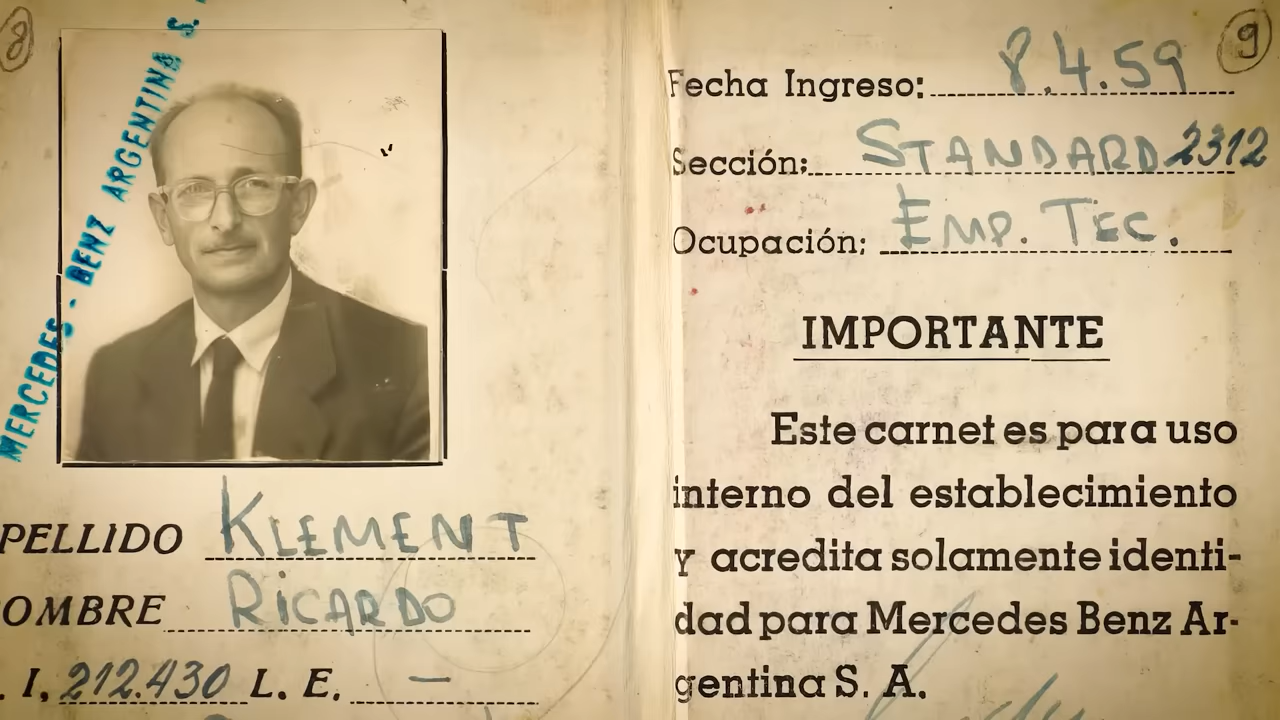 8
MERCEDES - BENZ ARGENTINA S.
PELLIDO KLEMENT
OMBRE RICARDO
. I, 212.430 L. E. —
9
Fecha Ingreso: 8.4.59
Sección: STANDARD 2312
Ocupación: EMP. TEC.
IMPORTANTE
Este carnet es para uso
interno del establecimiento
y acredita solamente identi-
dad para Mercedes Benz Ar-
gentina S. A.